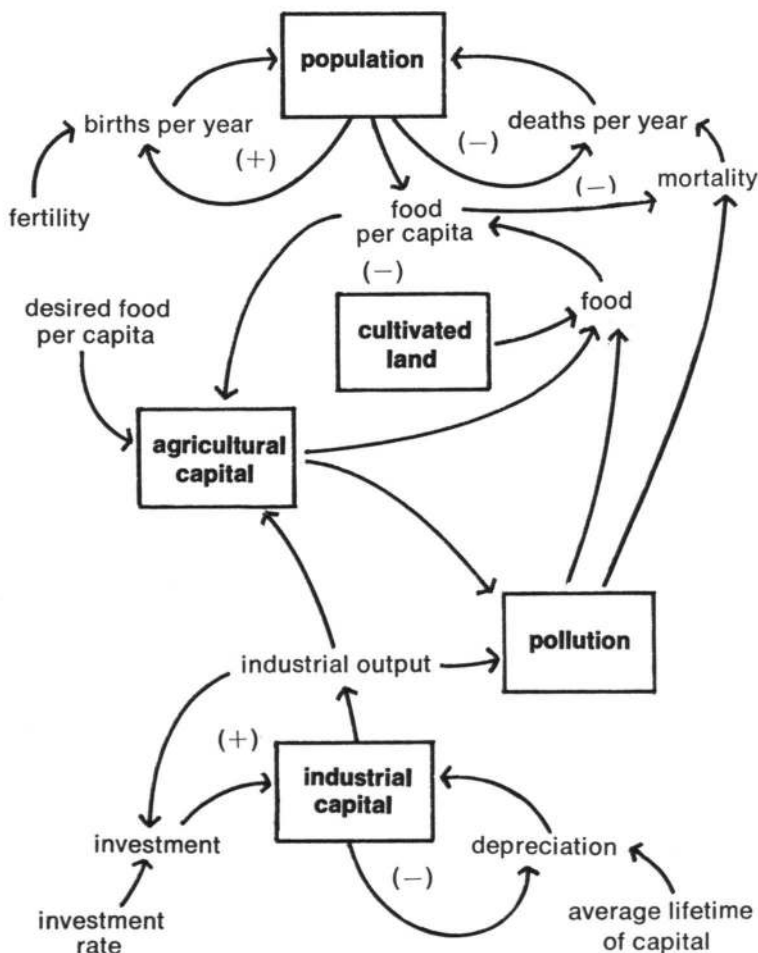 population
births per year
deaths per year
(+)
(−)
(−)
mortality
fertility
food
per capita
(−)
desired food
per capita
cultivated
land
food
agricultural
capital
pollution
industrial output
(+)
industrial
capital
investment
(−)
depreciation
investment
rate
average lifetime
of capital